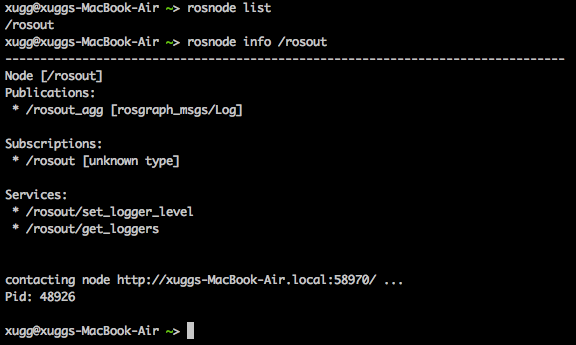 xugg@xuggs-MacBook-Air ~> rosnode list
/rosout
xugg@xuggs-MacBook-Air ~> rosnode info /rosout
--------------------------------------------------------------------------------
Node [/rosout]
Publications:
 * /rosout_agg [rosgraph_msgs/Log]
Subscriptions:
 * /rosout [unknown type]
Services:
 * /rosout/set_logger_level
 * /rosout/get_loggers
contacting node http://xuggs-MacBook-Air.local:58970/ ...
Pid: 48926
xugg@xuggs-MacBook-Air ~>